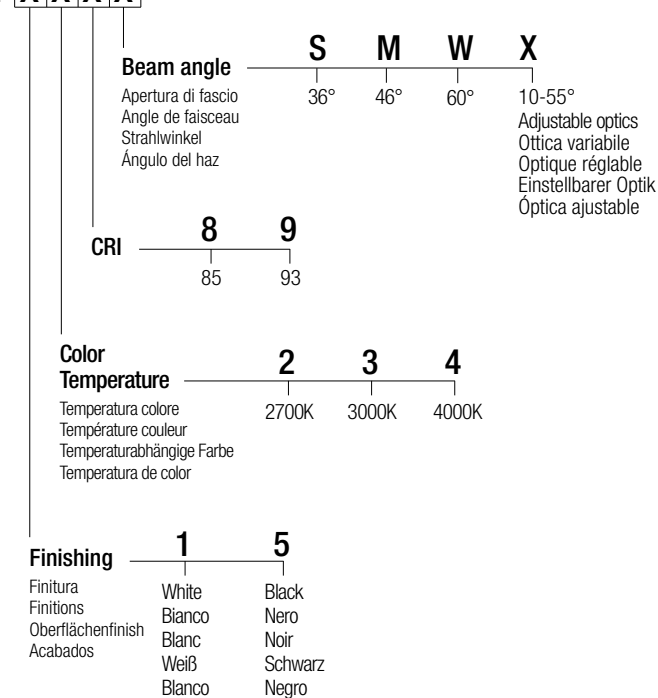 X X X X
S M W X
Beam angle
Apertura di fascio
Angle de faisceau
Strahlwinkel
Ángulo del haz
36° 46° 60° 10-55°
Adjustable optics
Ottica variabile
Optique réglable
Einstellbarer Optik
Óptica ajustable
8 9
CRI
85 93
Color
Temperature
2 3 4
Temperatura colore
Température couleur
Temperaturabhängige Farbe
Temperatura de color
2700K 3000K 4000K
1 5
Finishing
Finitura
Finitions
Oberflächenfinish
Acabados
White Black
Bianco Nero
Blanc Noir
Weiß Schwarz
Blanco Negro